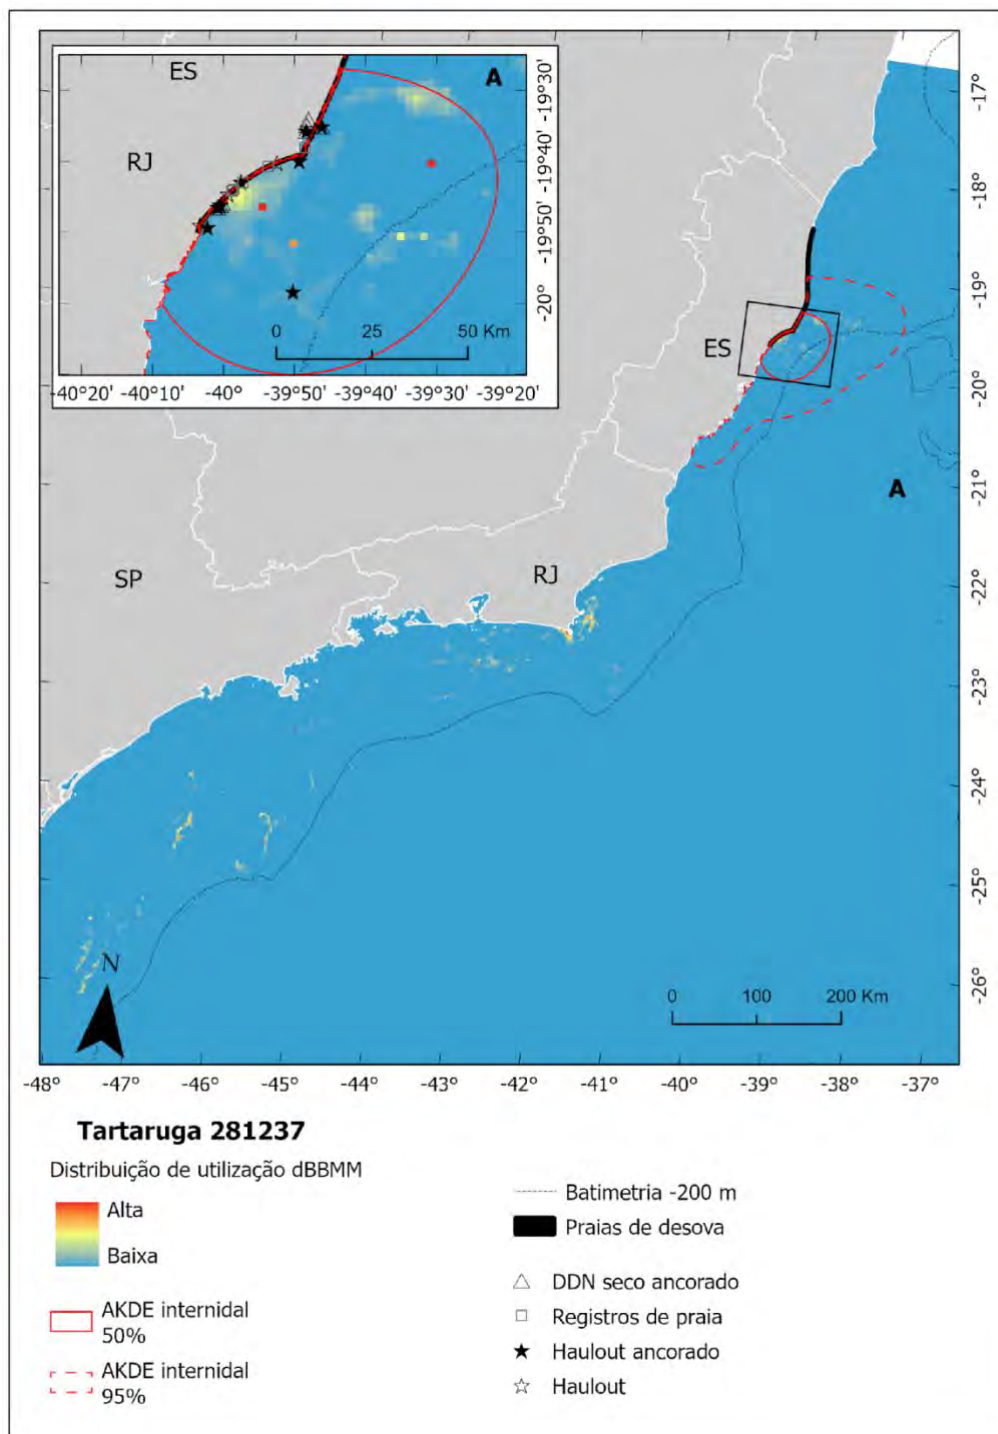 ES
A
RJ
-19°30'
-19°40'
-19°50'
-20°
0 25 50 Km
-40°20' -40°10' -40° -39°50' -39°40' -39°30' -39°20'
-17°
-18°
-19°
ES
-20°
A
-21°
SP
RJ
-22°
-23°
-24°
-25°
N
-26°
0 100 200 Km
-48° -47° -46° -45° -44° -43° -42° -41° -40° -39° -38° -37°
Tartaruga 281237
Distribuição de utilização dBBMM
Alta
Baixa
AKDE internidal
50%
AKDE internidal
95%
Batimetria -200 m
Praias de desova
DDN seco ancorado
Registros de praia
Haulout ancorado
Haulout